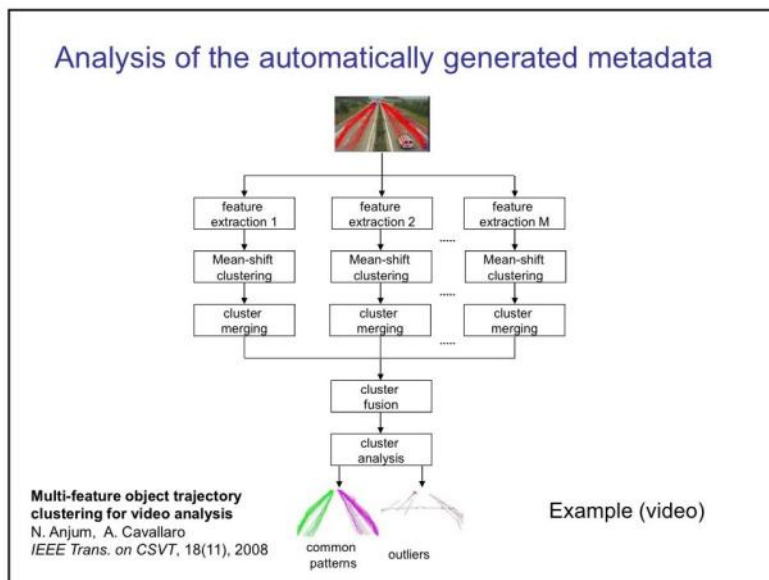 Analysis of the automatically generated metadata
feature
extraction 1
feature
extraction 2
feature
extraction M
.....
Mean-shift
clustering
Mean-shift
clustering
Mean-shift
clustering
.....
cluster
merging
cluster
merging
cluster
merging
.....
cluster
fusion
cluster
analysis
common
patterns
outliers
Multi-feature object trajectory
clustering for video analysis
N. Anjum, A. Cavallaro
IEEE Trans. on CSVT, 18(11), 2008
Example (video)